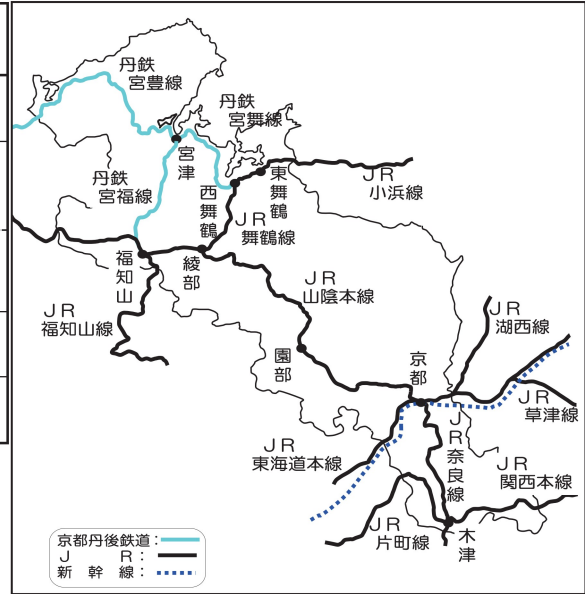 丹鉄
宮豊線
丹鉄
宮舞線
宮津
丹鉄
宮福線
西舞鶴
東舞鶴
JR
小浜線
JR
舞鶴線
福知山
綾部
JR
山陰本線
JR
福知山線
園部
京都
JR
湖西線
JR
草津線
JR奈良線
JR
東海道本線
JR
関西本線
JR
片町線
木津
京都丹後鉄道：
JR：
新幹線：